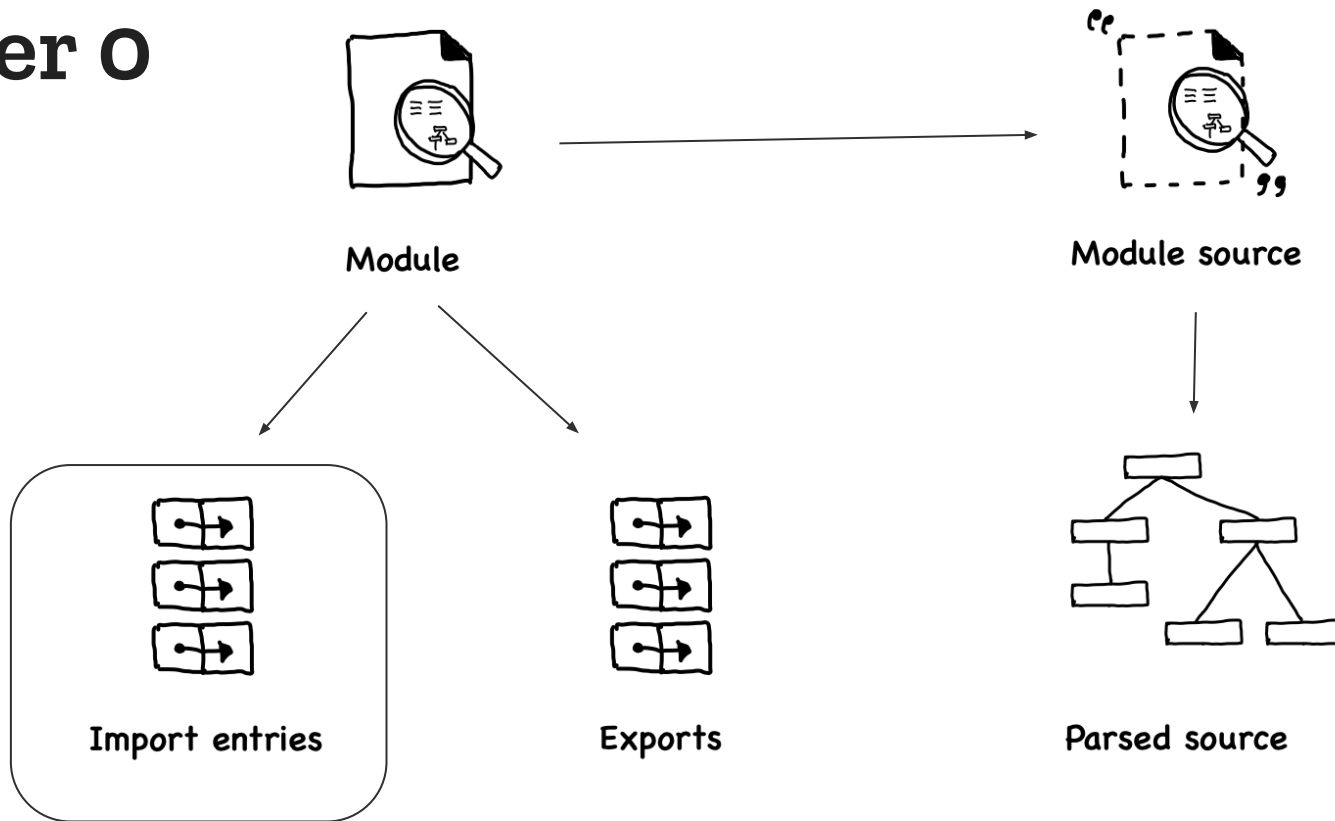 er 0
Module
Module source
Import entries
Exports
Parsed source